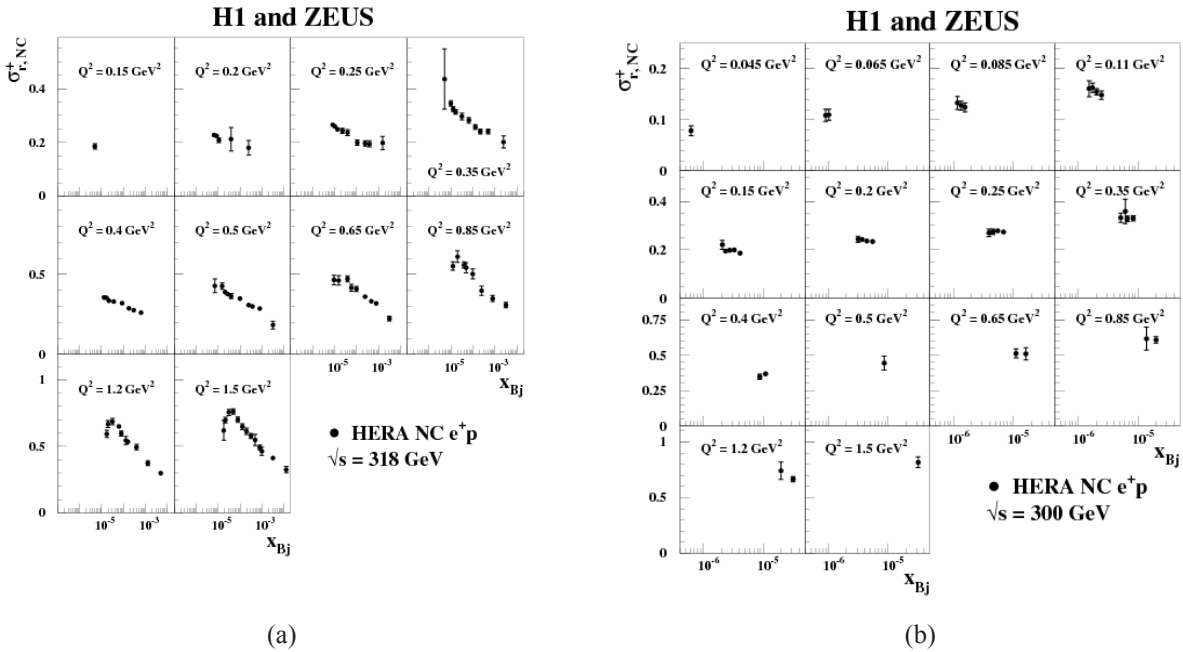 H1 and ZEUS
σ⁺r,NC
Q² = 0.15 GeV²
Q² = 0.2 GeV²
Q² = 0.25 GeV²
Q² = 0.35 GeV²
0.4
0.2
0
Q² = 0.4 GeV²
Q² = 0.5 GeV²
Q² = 0.65 GeV²
Q² = 0.85 GeV²
0.5
0
10⁻⁵
10⁻³
10⁻⁵
10⁻³
xBj
1
Q² = 1.2 GeV²
Q² = 1.5 GeV²
0.5
0
10⁻⁵
10⁻³
10⁻⁵
10⁻³
xBj
HERA NC e⁺p
√s = 318 GeV
(a)
H1 and ZEUS
σ⁺r,NC
Q² = 0.045 GeV²
Q² = 0.065 GeV²
Q² = 0.085 GeV²
Q² = 0.11 GeV²
0.2
0.1
0
Q² = 0.15 GeV²
Q² = 0.2 GeV²
Q² = 0.25 GeV²
Q² = 0.35 GeV²
0.4
0.2
0
Q² = 0.4 GeV²
Q² = 0.5 GeV²
Q² = 0.65 GeV²
Q² = 0.85 GeV²
0.75
0.5
0.25
0
10⁻⁶
10⁻⁵
10⁻⁶
10⁻⁵
xBj
1
Q² = 1.2 GeV²
Q² = 1.5 GeV²
0.5
0
10⁻⁶
10⁻⁵
10⁻⁶
10⁻⁵
xBj
HERA NC e⁺p
√s = 300 GeV
(b)